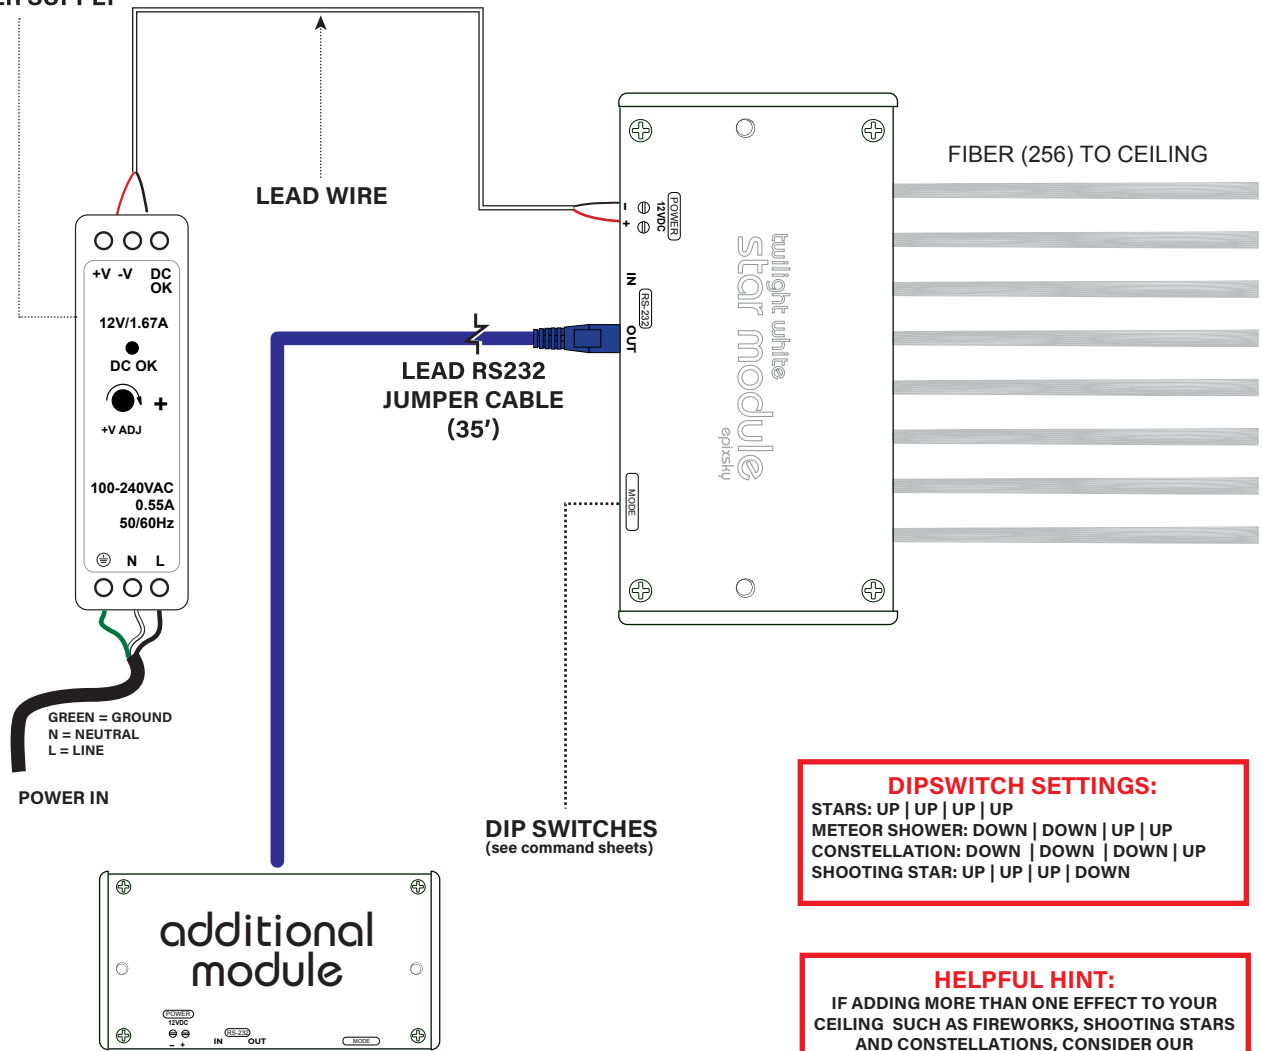 FIBER (256) TO CEILING
LEAD WIRE
+V -V DC
OK
12V/1.67A
DC OK
+
+V ADJ
100-240VAC
0.55A
50/60Hz
N L
GREEN = GROUND
N = NEUTRAL
L = LINE
POWER IN
- +
POWER
12VDC
IN
RS-232
OUT
MODE
twilight white
star module
epixsky
LEAD RS232
JUMPER CABLE
(35')
DIP SWITCHES
(see command sheets)
additional
module
POWER
12VDC
- +
IN RS-232 OUT
MODE
DIPSWITCH SETTINGS:
STARS: UP | UP | UP | UP
METEOR SHOWER: DOWN | DOWN | UP | UP
CONSTELLATION: DOWN | DOWN | DOWN | UP
SHOOTING STAR: UP | UP | UP | DOWN
HELPFUL HINT:
IF ADDING MORE THAN ONE EFFECT TO YOUR
CEILING SUCH AS FIREWORKS, SHOOTING STARS
AND CONSTELLATIONS, CONSIDER OUR